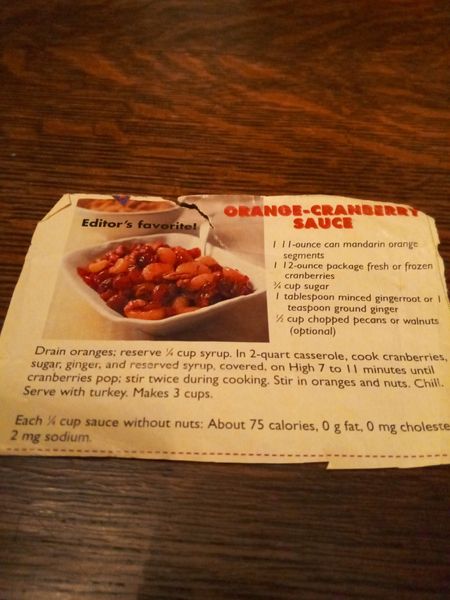 Editor's favorite!
ORANGE-CRANBERRY
SAUCE
1 11-ounce can mandarin orange
segments
1 12-ounce package fresh or frozen
cranberries
¾ cup sugar
1 tablespoon minced gingerroot or 1
teaspoon ground ginger
½ cup chopped pecans or walnuts
(optional)
Drain oranges; reserve ¼ cup syrup. In 2-quart casserole, cook cranberries,
sugar, ginger, and reserved syrup, covered, on High 7 to 11 minutes until
cranberries pop; stir twice during cooking. Stir in oranges and nuts. Chill.
Serve with turkey. Makes 3 cups.
Each ¼ cup sauce without nuts: About 75 calories, 0 g fat, 0 mg choleste
2 mg sodium.